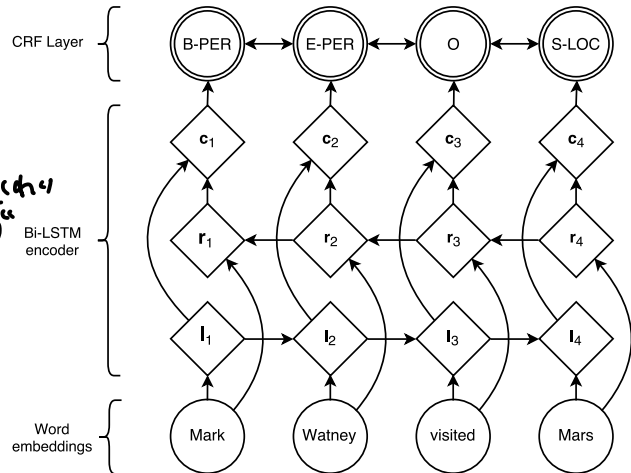 CRF Layer
B-PER E-PER O S-LOC
c₁ c₂ c₃ c₄
Bi-LSTM
encoder
r₁ r₂ r₃ r₄
l₁ l₂ l₃ l₄
Word
embeddings
Mark Watney visited Mars